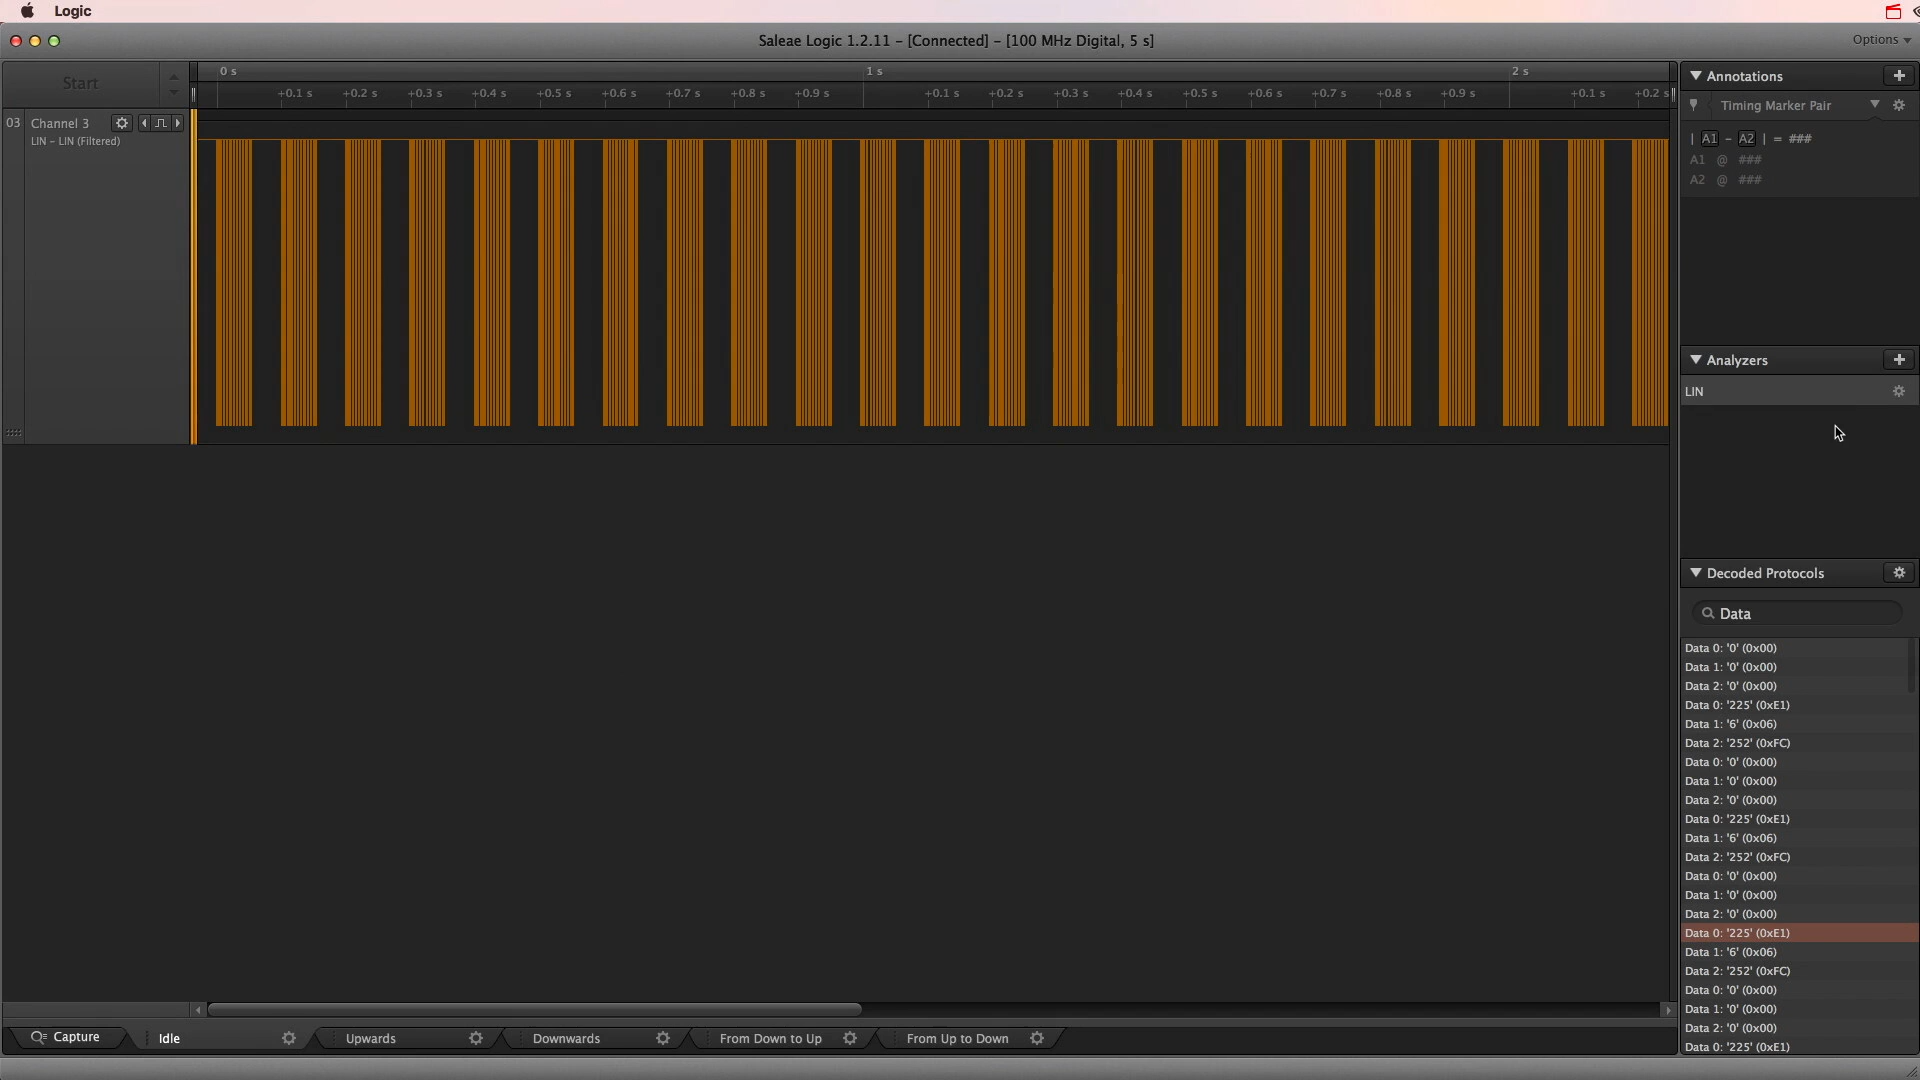 Logic
Saleae Logic 1.2.11 – [Connected] – [100 MHz Digital, 5 s]
Options
Start
0 s
1 s
2 s
+0.1 s
+0.2 s
+0.3 s
+0.4 s
+0.5 s
+0.6 s
+0.7 s
+0.8 s
+0.9 s
+0.1 s
+0.2 s
+0.3 s
+0.4 s
+0.5 s
+0.6 s
+0.7 s
+0.8 s
+0.9 s
+0.1 s
+0.2 s
03
Channel 3
LIN – LIN (Filtered)
Annotations
Timing Marker Pair
| A1 – A2 | = ###
A1 @ ###
A2 @ ###
Analyzers
LIN
Decoded Protocols
Data
Data 0: '0' (0x00)
Data 1: '0' (0x00)
Data 2: '0' (0x00)
Data 0: '225' (0xE1)
Data 1: '6' (0x06)
Data 2: '252' (0xFC)
Data 0: '0' (0x00)
Data 1: '0' (0x00)
Data 2: '0' (0x00)
Data 0: '225' (0xE1)
Data 1: '6' (0x06)
Data 2: '252' (0xFC)
Data 0: '0' (0x00)
Data 1: '0' (0x00)
Data 2: '0' (0x00)
Data 0: '225' (0xE1)
Data 1: '6' (0x06)
Data 2: '252' (0xFC)
Data 0: '0' (0x00)
Data 1: '0' (0x00)
Data 2: '0' (0x00)
Data 0: '225' (0xE1)
Capture
Idle
Upwards
Downwards
From Down to Up
From Up to Down